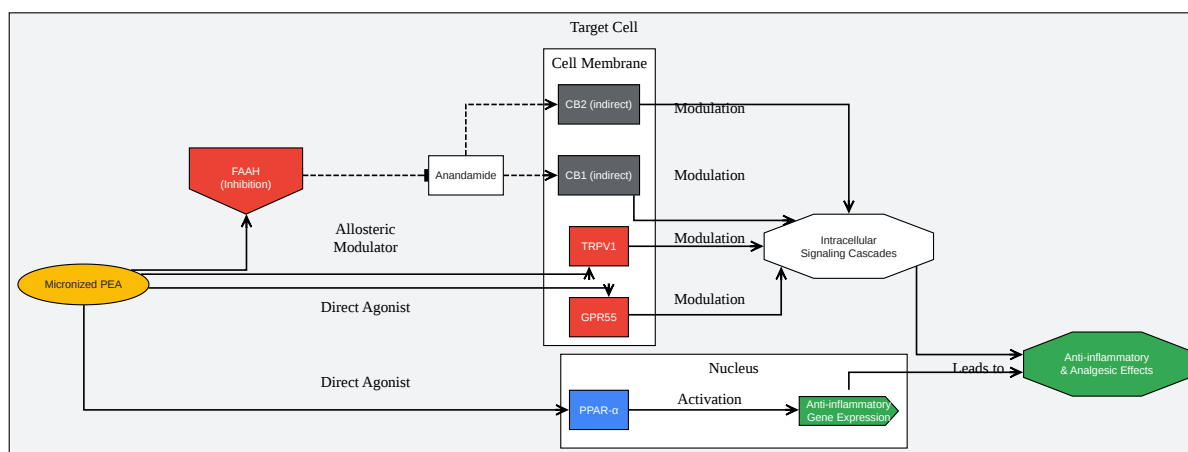 Target Cell
Cell Membrane
CB2 (indirect)
Modulation
FAAH
(Inhibition)
Anandamide
CB1 (indirect)
Modulation
Allosteric
Modulator
TRPV1
Modulation
Intracellular
Signaling Cascades
Micronized PEA
Direct Agonist
GPR55
Modulation
Nucleus
Leads to
Anti-inflammatory
& Analgesic Effects
Direct Agonist
PPAR-α
Activation
Anti-inflammatory
Gene Expression